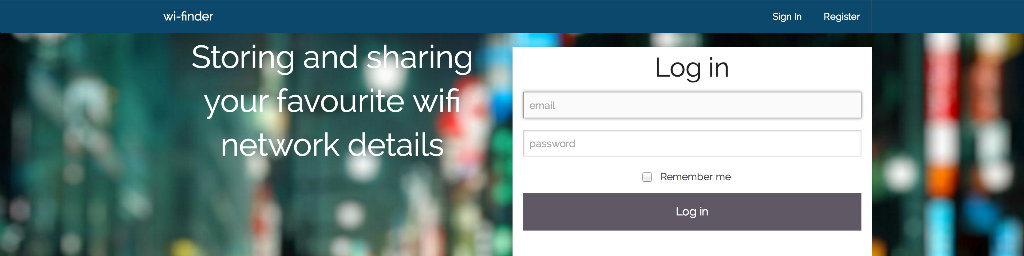 wi-finder
Sign In
Register
Storing and sharing
your favourite wifi
network details
Log in
email
password
Remember me
Log in